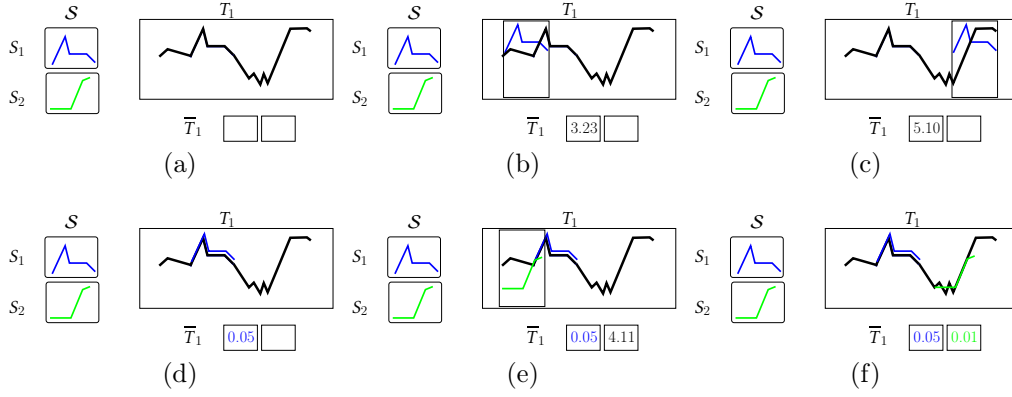 𝒮 T₁ 𝒮 T₁ 𝒮 T₁
S₁ S₁ S₁
S₂ S₂ S₂
T̅₁ T̅₁ 3.23 T̅₁ 5.10
(a) (b) (c)
𝒮 T₁ 𝒮 T₁ 𝒮 T₁
S₁ S₁ S₁
S₂ S₂ S₂
T̅₁ 0.05 T̅₁ 0.05 4.11 T̅₁ 0.05 0.01
(d) (e) (f)